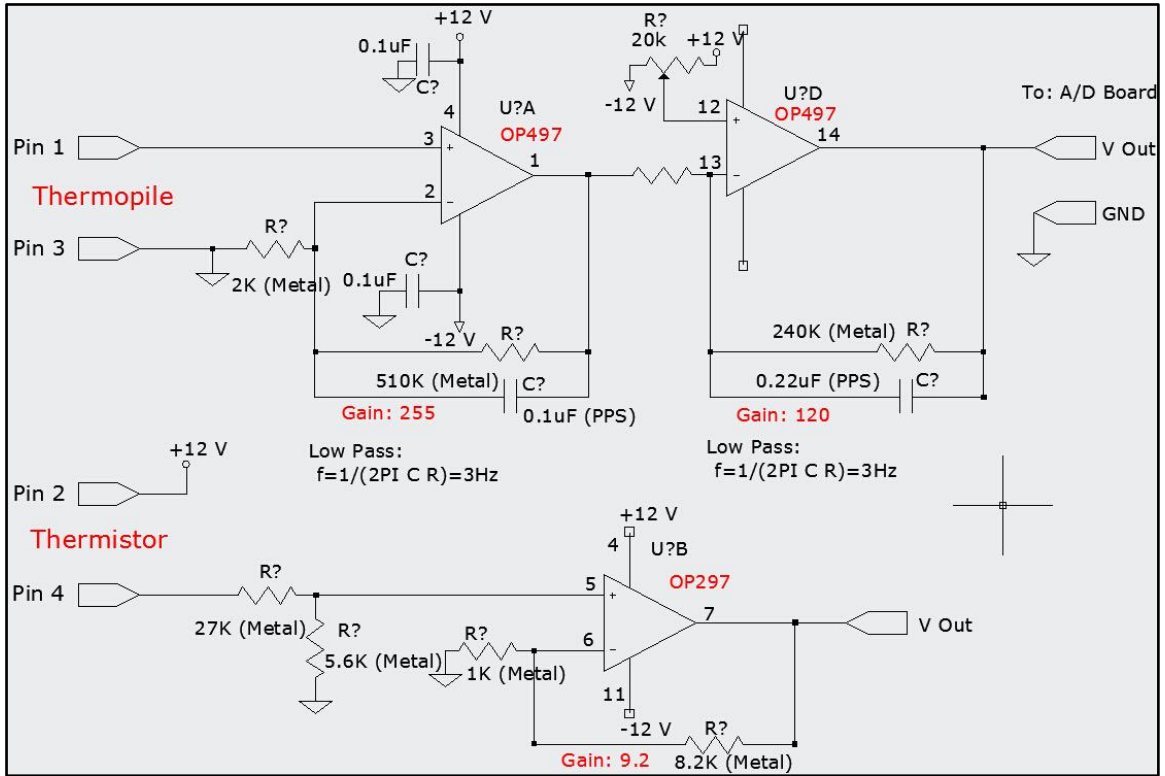 +12 V
0.1uF
C?
4
U?A
OP497
Pin 1
3
+
1
Thermopile
2
−
Pin 3
R?
2K (Metal)
C?
0.1uF
-12 V
R?
510K (Metal)
C?
0.1uF (PPS)
Gain: 255
Low Pass:
f=1/(2PI C R)=3Hz
R?
20k
+12 V
-12 V
U?D
OP497
12
+
14
13
−
To: A/D Board
V Out
GND
240K (Metal)
R?
0.22uF (PPS)
C?
Gain: 120
Low Pass:
f=1/(2PI C R)=3Hz
+12 V
Pin 2
Thermistor
Pin 4
R?
27K (Metal)
R?
5.6K (Metal)
+12 V
4
U?B
OP297
5
+
7
6
−
R?
1K (Metal)
11
-12 V
R?
8.2K (Metal)
Gain: 9.2
V Out